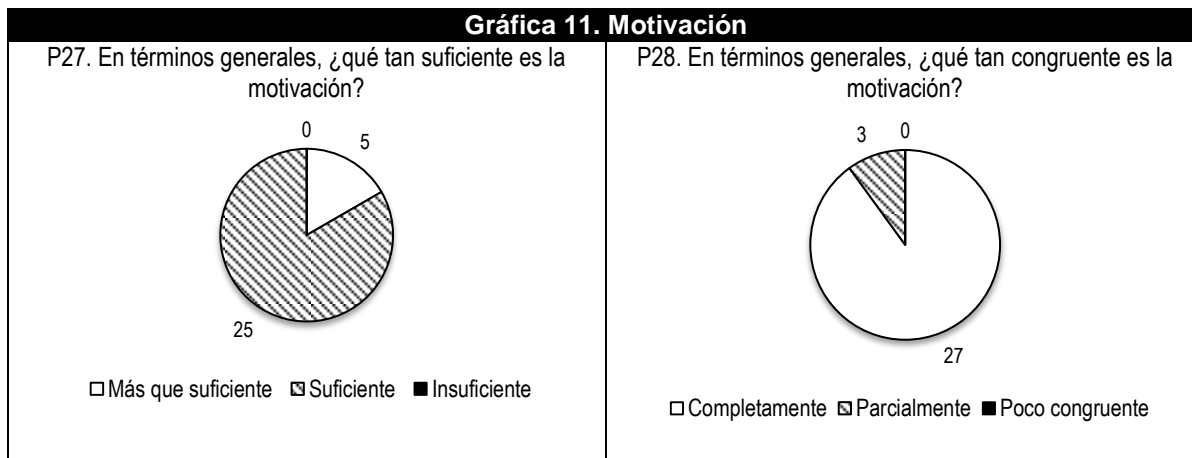 Gráfica 11. Motivación
P27. En términos generales, ¿qué tan suficiente es la
motivación?
0
5
25
Más que suficiente Suficiente Insuficiente
P28. En términos generales, ¿qué tan congruente es la
motivación?
3
0
27
Completamente Parcialmente Poco congruente